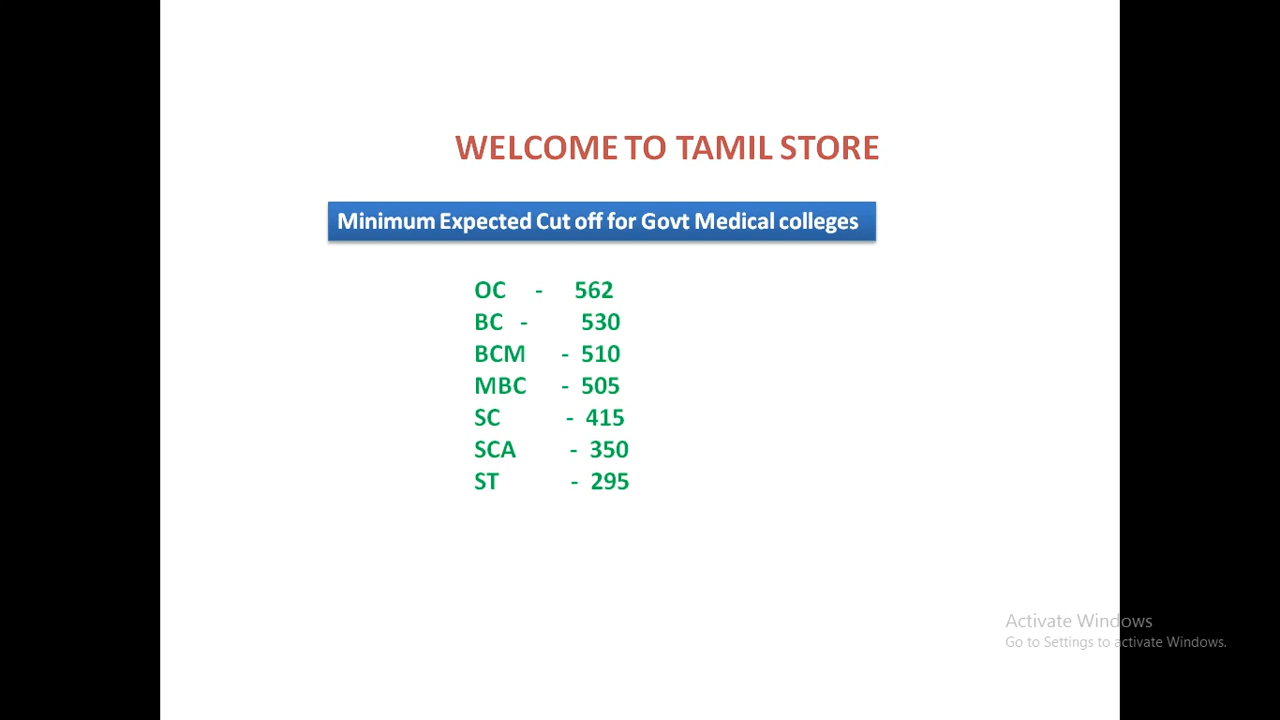 WELCOME TO TAMIL STORE
Minimum Expected Cut off for Govt Medical colleges
OC - 562
BC - 530
BCM - 510
MBC - 505
SC - 415
SCA - 350
ST - 295
Activate Windows
Go to Settings to activate Windows.